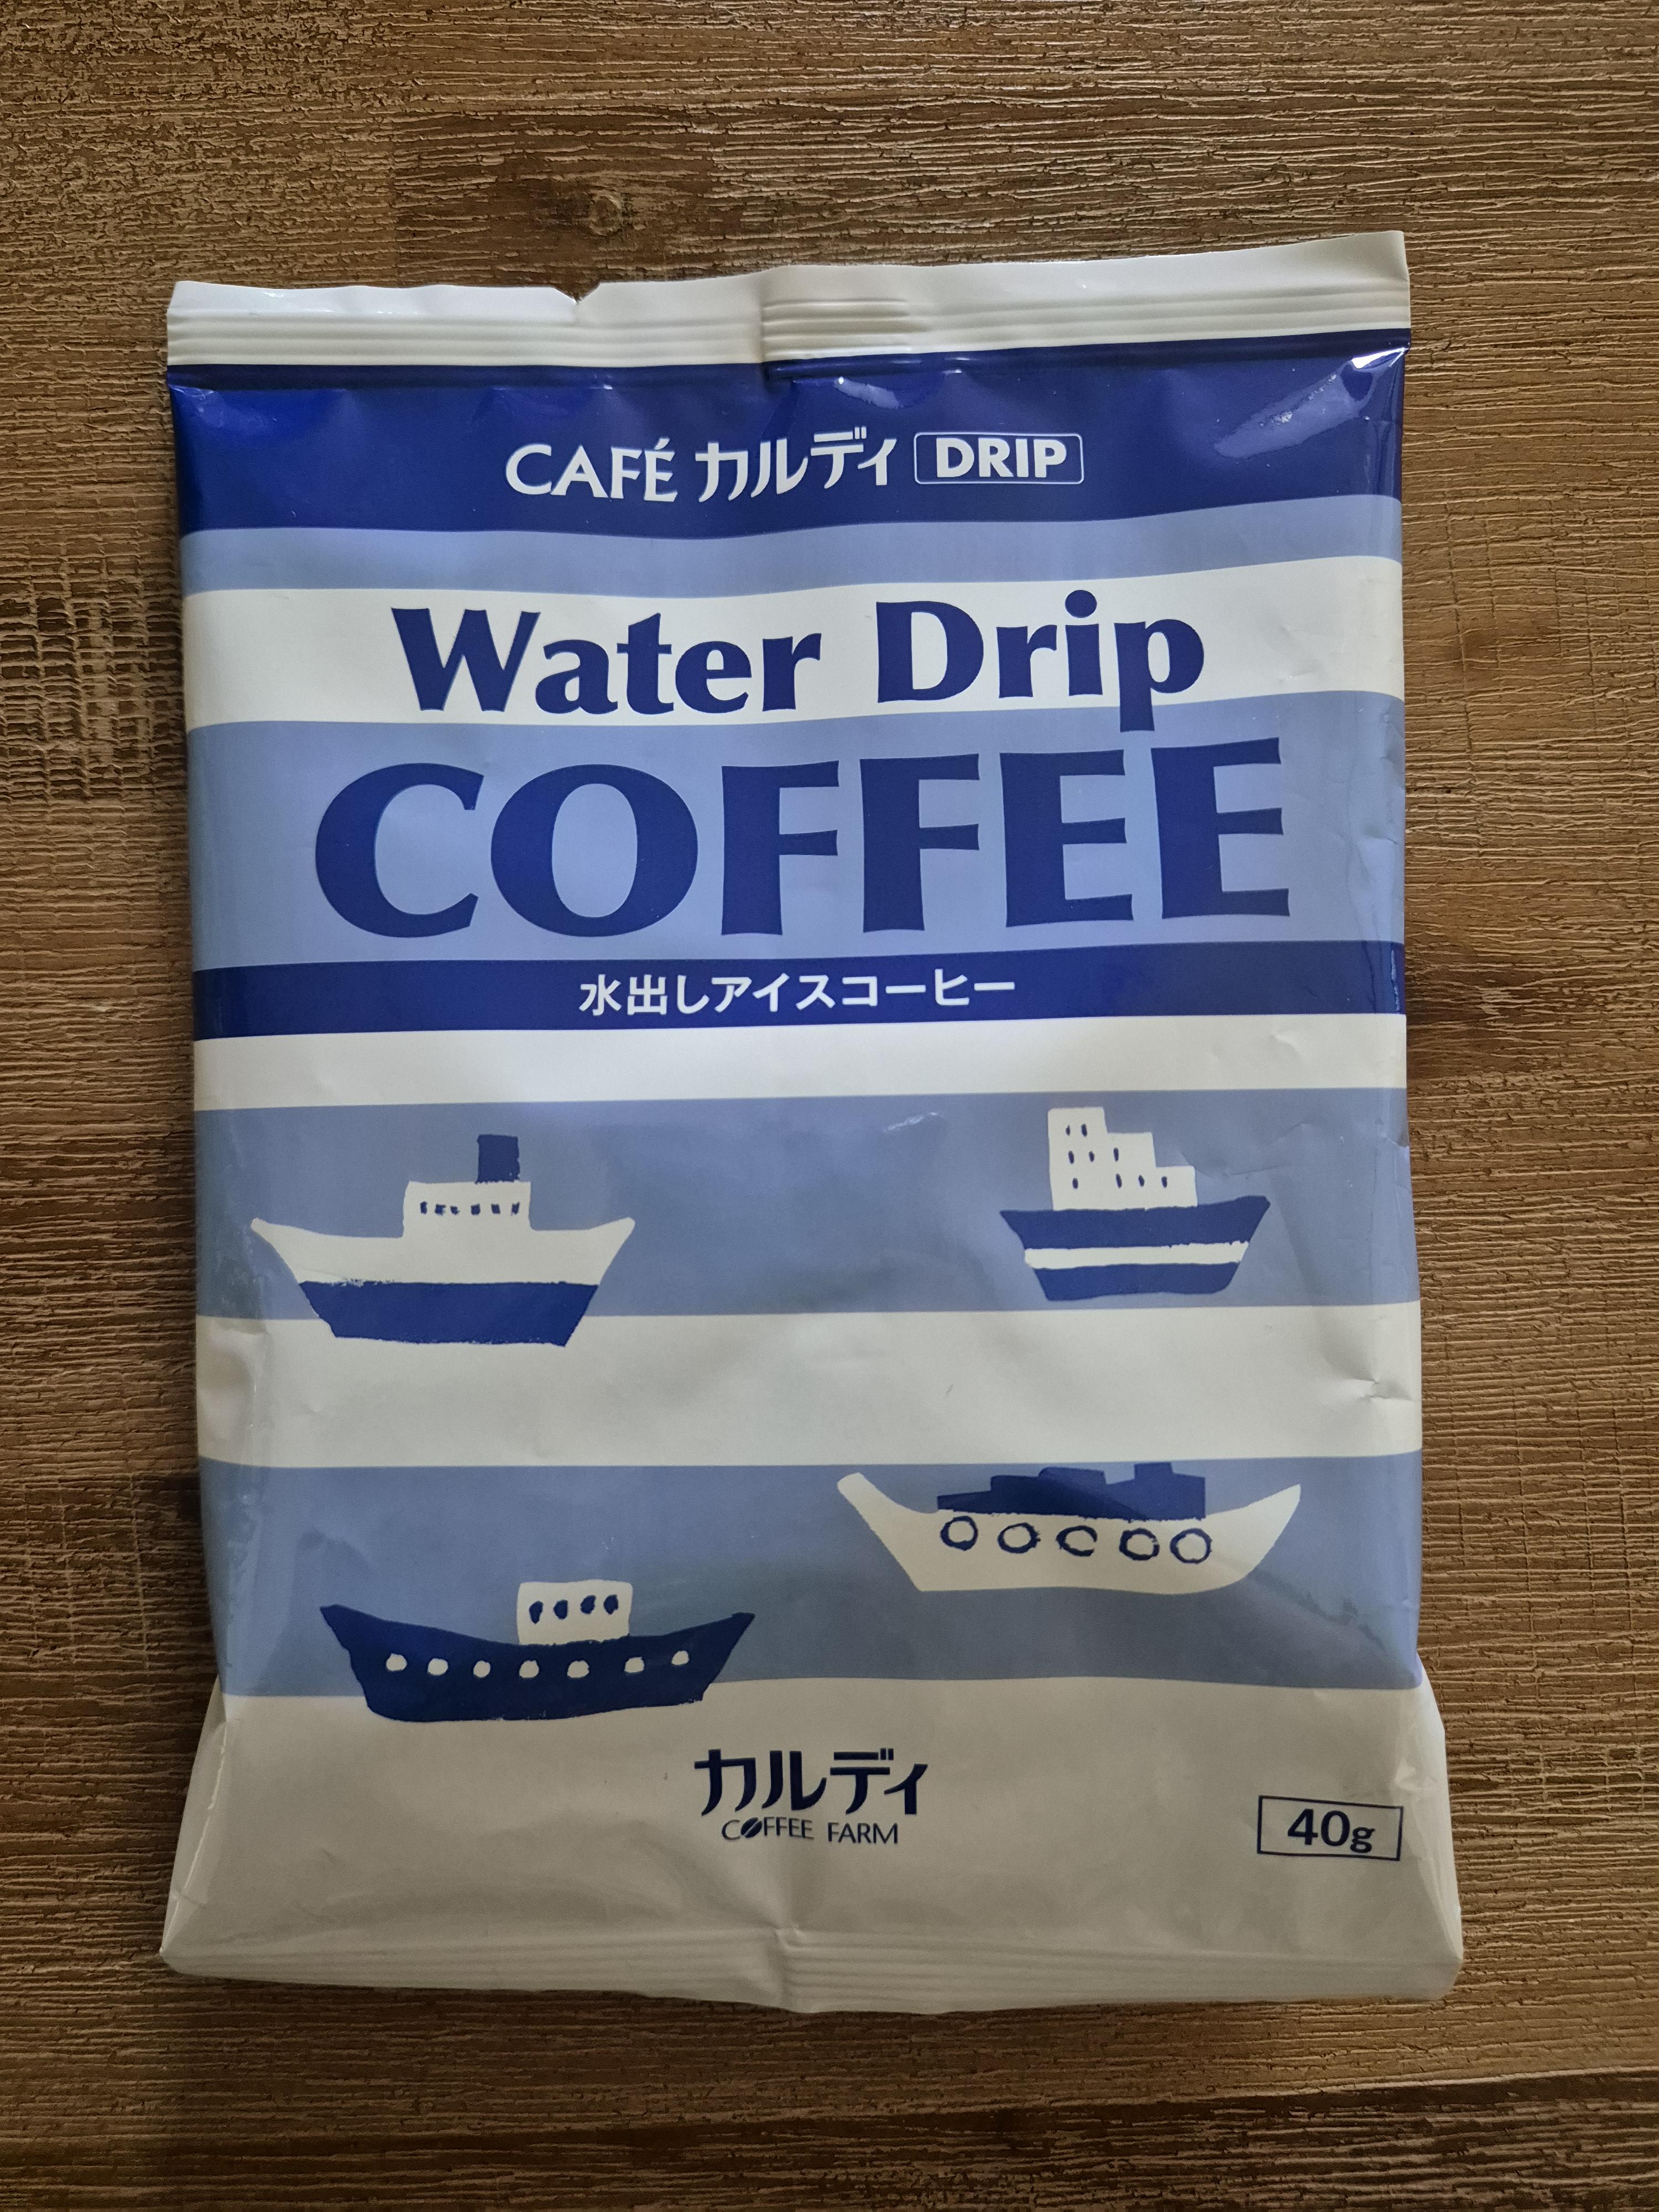 CAFÉ カルディ DRIP
Water Drip
COFFEE
水出しアイスコーヒー
カルディ
COFFEE FARM
40g